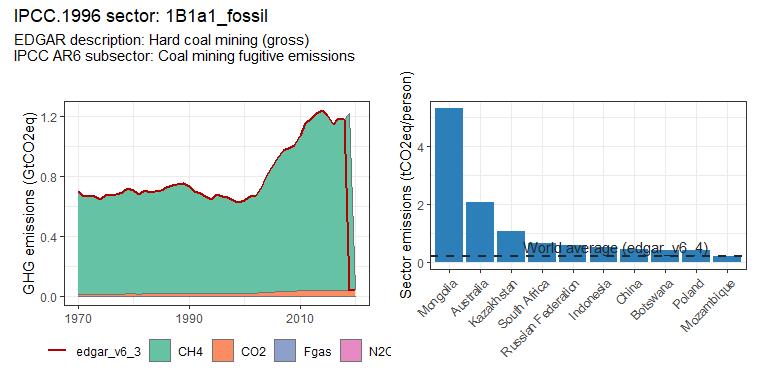 IPCC.1996 sector: 1B1a1_fossil
EDGAR description: Hard coal mining (gross)
IPCC AR6 subsector: Coal mining fugitive emissions
GHG emissions (GtCO2eq)
1.2
0.8
0.4
0.0
1970
1990
2010
edgar_v6_3
CH4
CO2
Fgas
N2O
Sector emissions (tCO2eq/person)
4
2
0
World average (edgar_v6_4)
Mongolia
Australia
Kazakhstan
South Africa
Russian Federation
Indonesia
China
Botswana
Poland
Mozambique